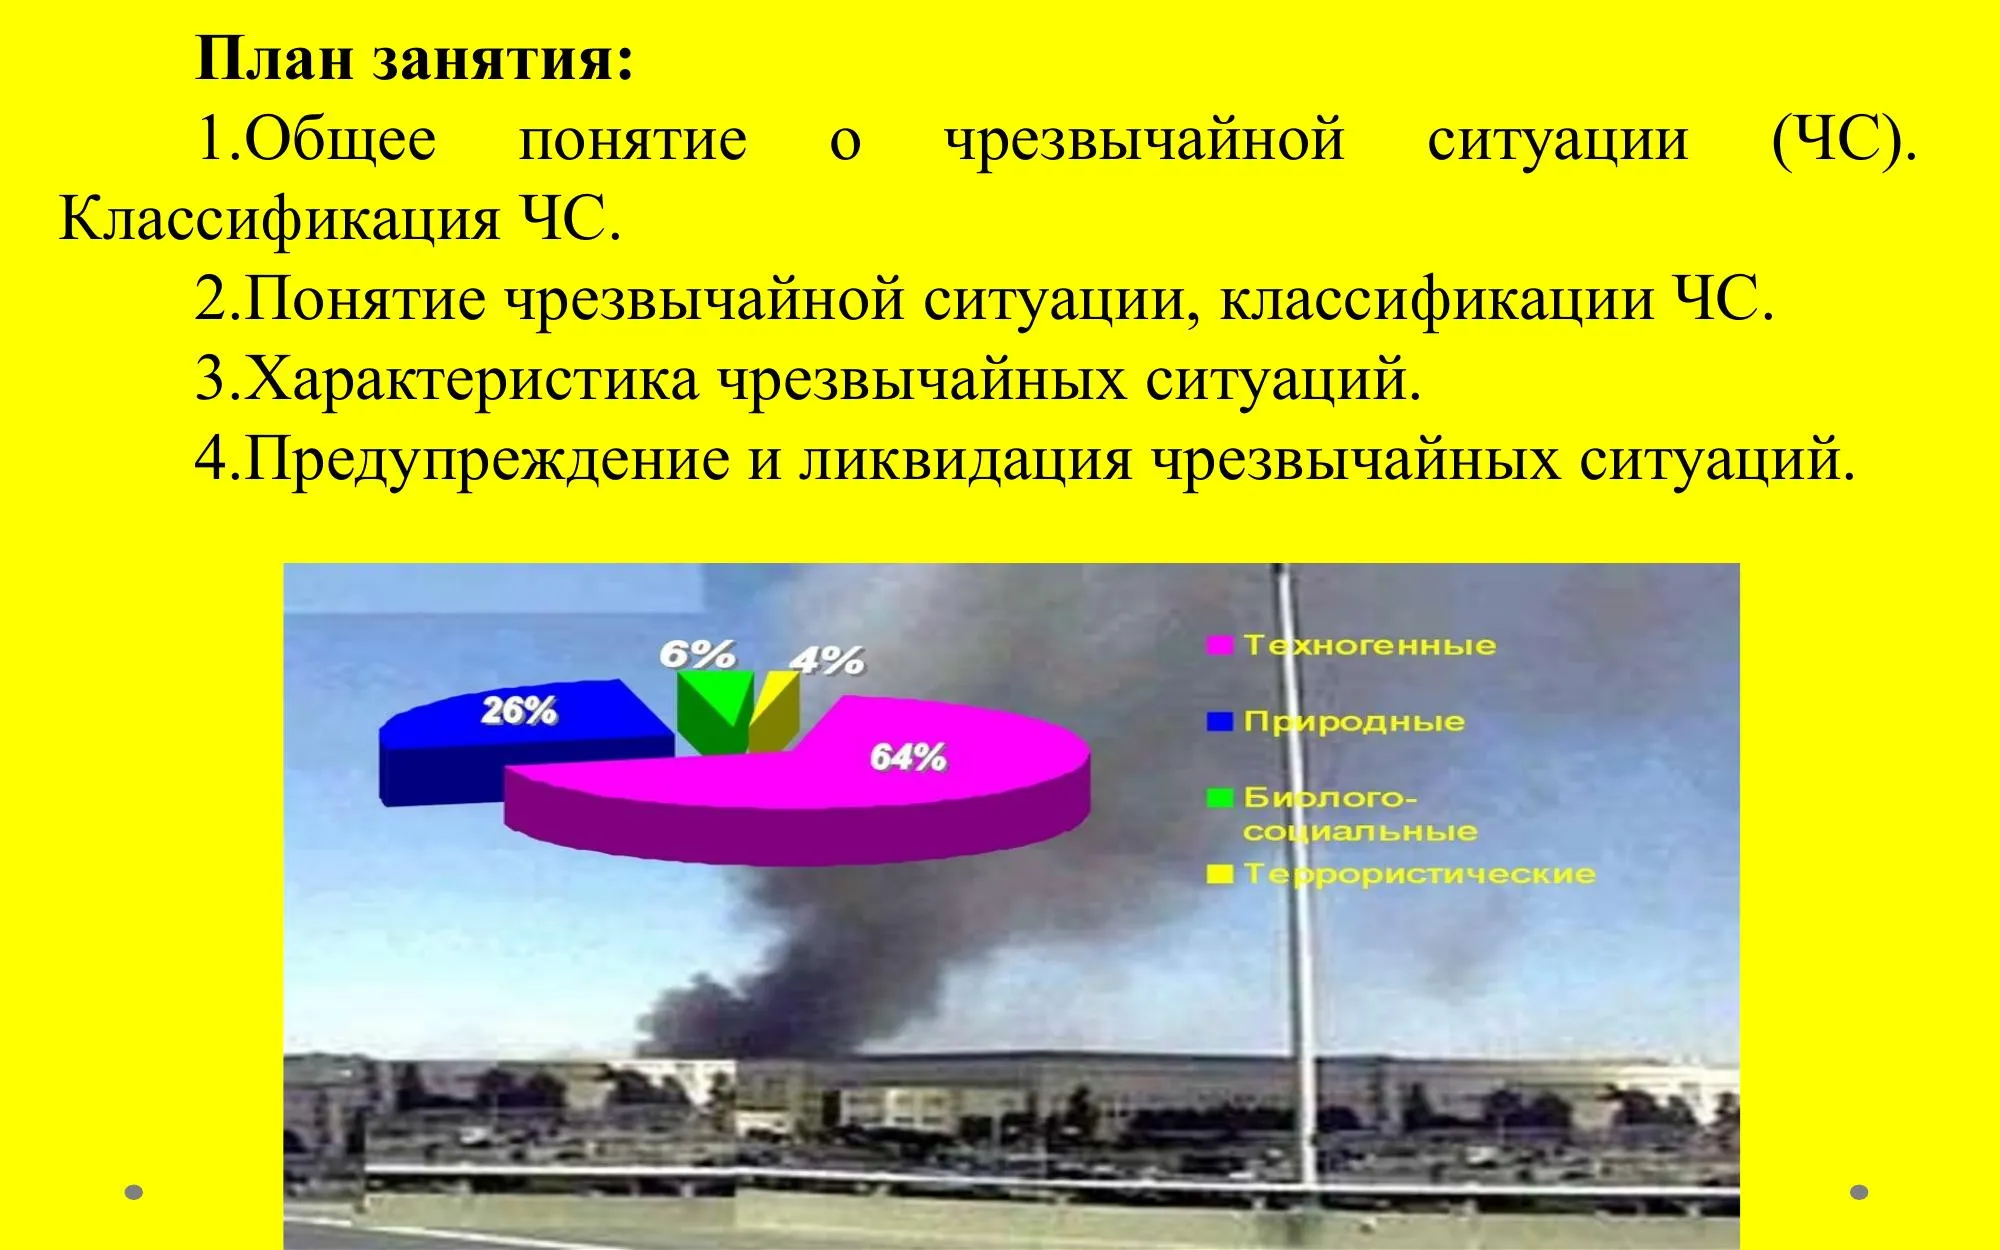 План занятия:
1.Общее понятие о чрезвычайной ситуации (ЧС).
Классификация ЧС.
2.Понятие чрезвычайной ситуации, классификации ЧС.
3.Характеристика чрезвычайных ситуаций.
4.Предупреждение и ликвидация чрезвычайных ситуаций.
6% 4%
26%
64%
Техногенные
Природные
Биолого-
социальные
Террористические